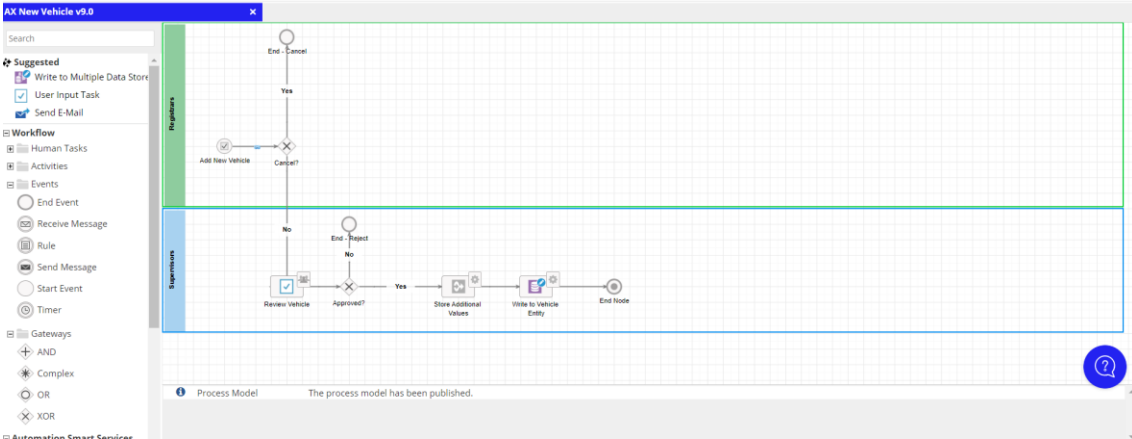 AX New Vehicle v9.0
×
Search
Suggested
Write to Multiple Data Store
User Input Task
Send E-Mail
Workflow
Human Tasks
Activities
Events
End Event
Receive Message
Rule
Send Message
Start Event
Timer
Gateways
AND
Complex
OR
XOR
Automation Smart Services
Registrars
End - Cancel
Yes
Add New Vehicle
Cancel?
No
Supervisors
End - Reject
No
Review Vehicle
Approved?
Yes
Store Additional
Values
Write to Vehicle
Entity
End Node
Process Model
The process model has been published.